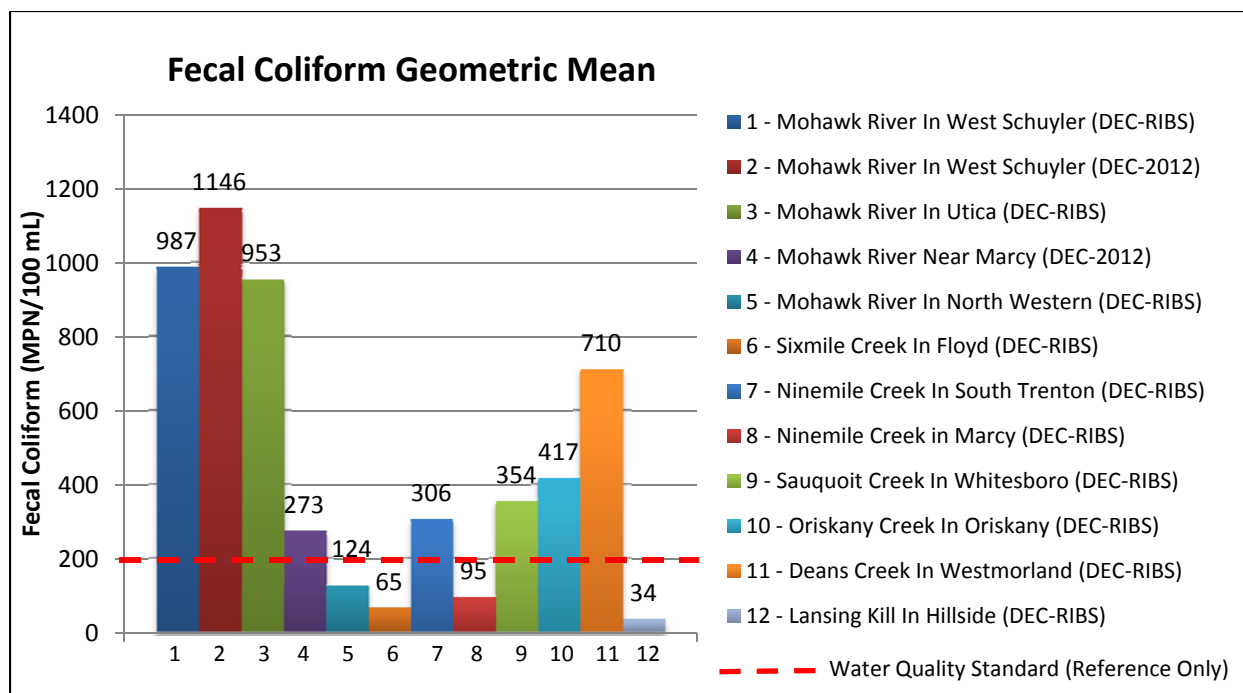 Fecal Coliform Geometric Mean
Fecal Coliform (MPN/100 mL)
1400
1200
1000
800
600
400
200
0
987
1146
953
273
124
65
306
95
354
417
710
34
1 2 3 4 5 6 7 8 9 10 11 12
1 - Mohawk River In West Schuyler (DEC-RIBS)
2 - Mohawk River In West Schuyler (DEC-2012)
3 - Mohawk River In Utica (DEC-RIBS)
4 - Mohawk River Near Marcy (DEC-2012)
5 - Mohawk River In North Western (DEC-RIBS)
6 - Sixmile Creek In Floyd (DEC-RIBS)
7 - Ninemile Creek In South Trenton (DEC-RIBS)
8 - Ninemile Creek in Marcy (DEC-RIBS)
9 - Sauquoit Creek In Whitesboro (DEC-RIBS)
10 - Oriskany Creek In Oriskany (DEC-RIBS)
11 - Deans Creek In Westmorland (DEC-RIBS)
12 - Lansing Kill In Hillside (DEC-RIBS)
Water Quality Standard (Reference Only)